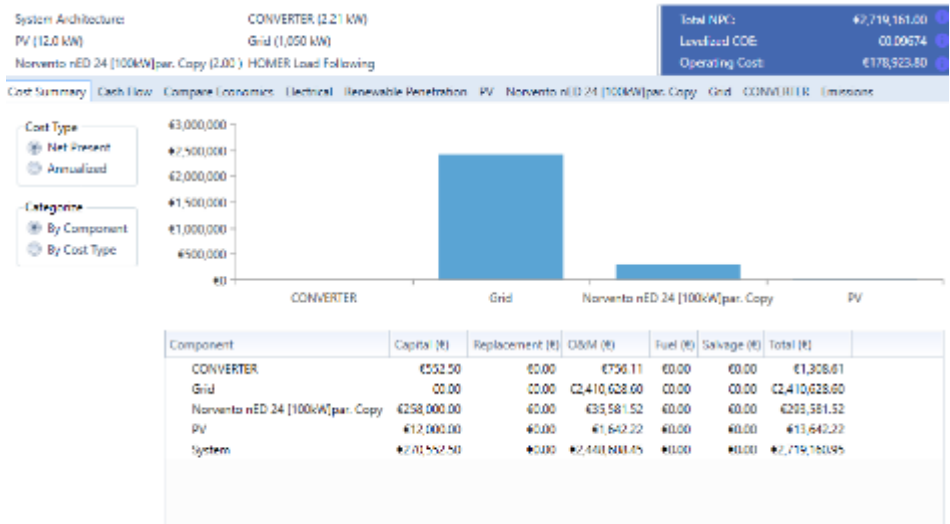 System Architecture: CONVERTER (2.21 kW)
PV (12.0 kW) Grid (1,050 kW)
Norvento nED 24 [100kW]par. Copy (2.00 ) HOMER Load Following
Total NPC: €2,719,161.00
Levelized COE: €0.09674
Operating Cost: €178,923.80
Cost Summary Cash Flow Compare Economics Electrical Renewable Penetration PV Norvento nED 24 [100kW]par. Copy Grid CONVERTER Emissions
Cost Type
Net Present
Annualized
Categorize
By Component
By Cost Type
€3,000,000
€2,500,000
€2,000,000
€1,500,000
€1,000,000
€500,000
€0
CONVERTER Grid Norvento nED 24 [100kW]par. Copy PV
Component Capital (€) Replacement (€) O&M (€) Fuel (€) Salvage (€) Total (€)
CONVERTER €552.50 €0.00 €756.11 €0.00 €0.00 €1,308.61
Grid €0.00 €0.00 €2,410,628.60 €0.00 €0.00 €2,410,628.60
Norvento nED 24 [100kW]par. Copy €258,000.00 €0.00 €35,581.52 €0.00 €0.00 €293,581.52
PV €12,000.00 €0.00 €1,642.22 €0.00 €0.00 €13,642.22
System €270,552.50 €0.00 €2,448,608.45 €0.00 €0.00 €2,719,160.95